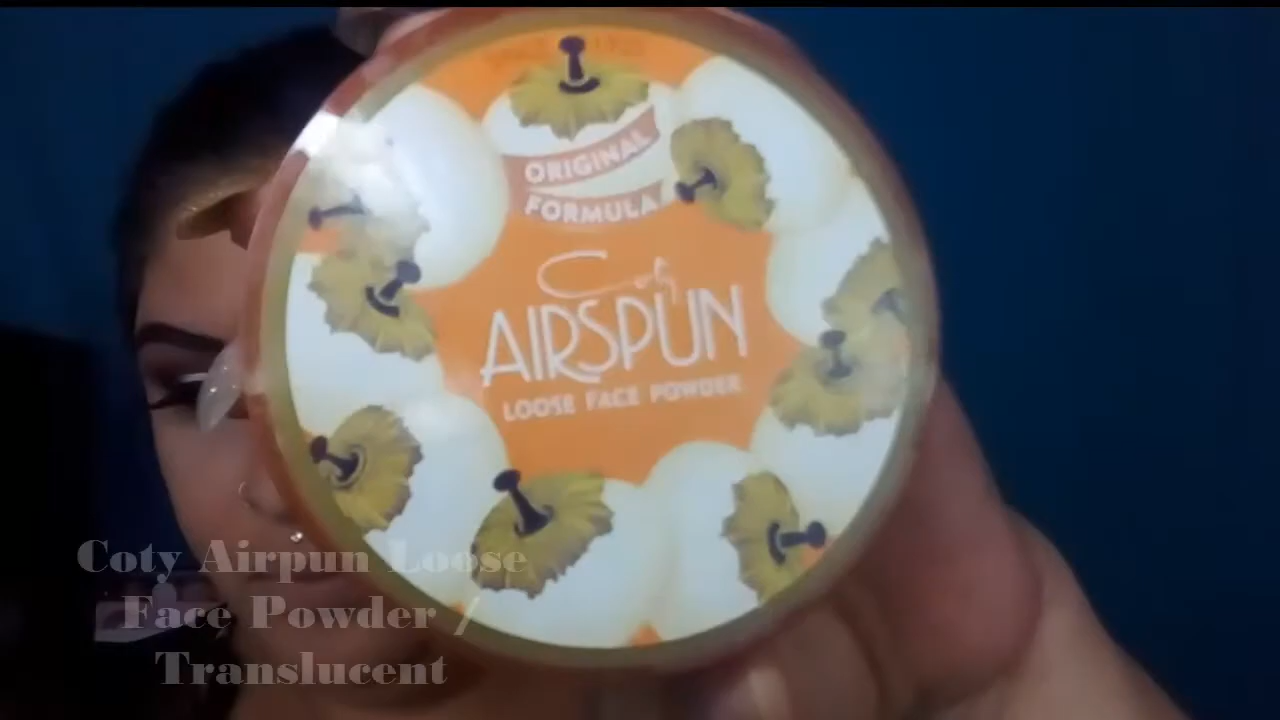 ORIGINAL
FORMULA
Coty
AIRSPUN
LOOSE FACE POWDER
Coty Airpun Loose
Face Powder /
Translucent